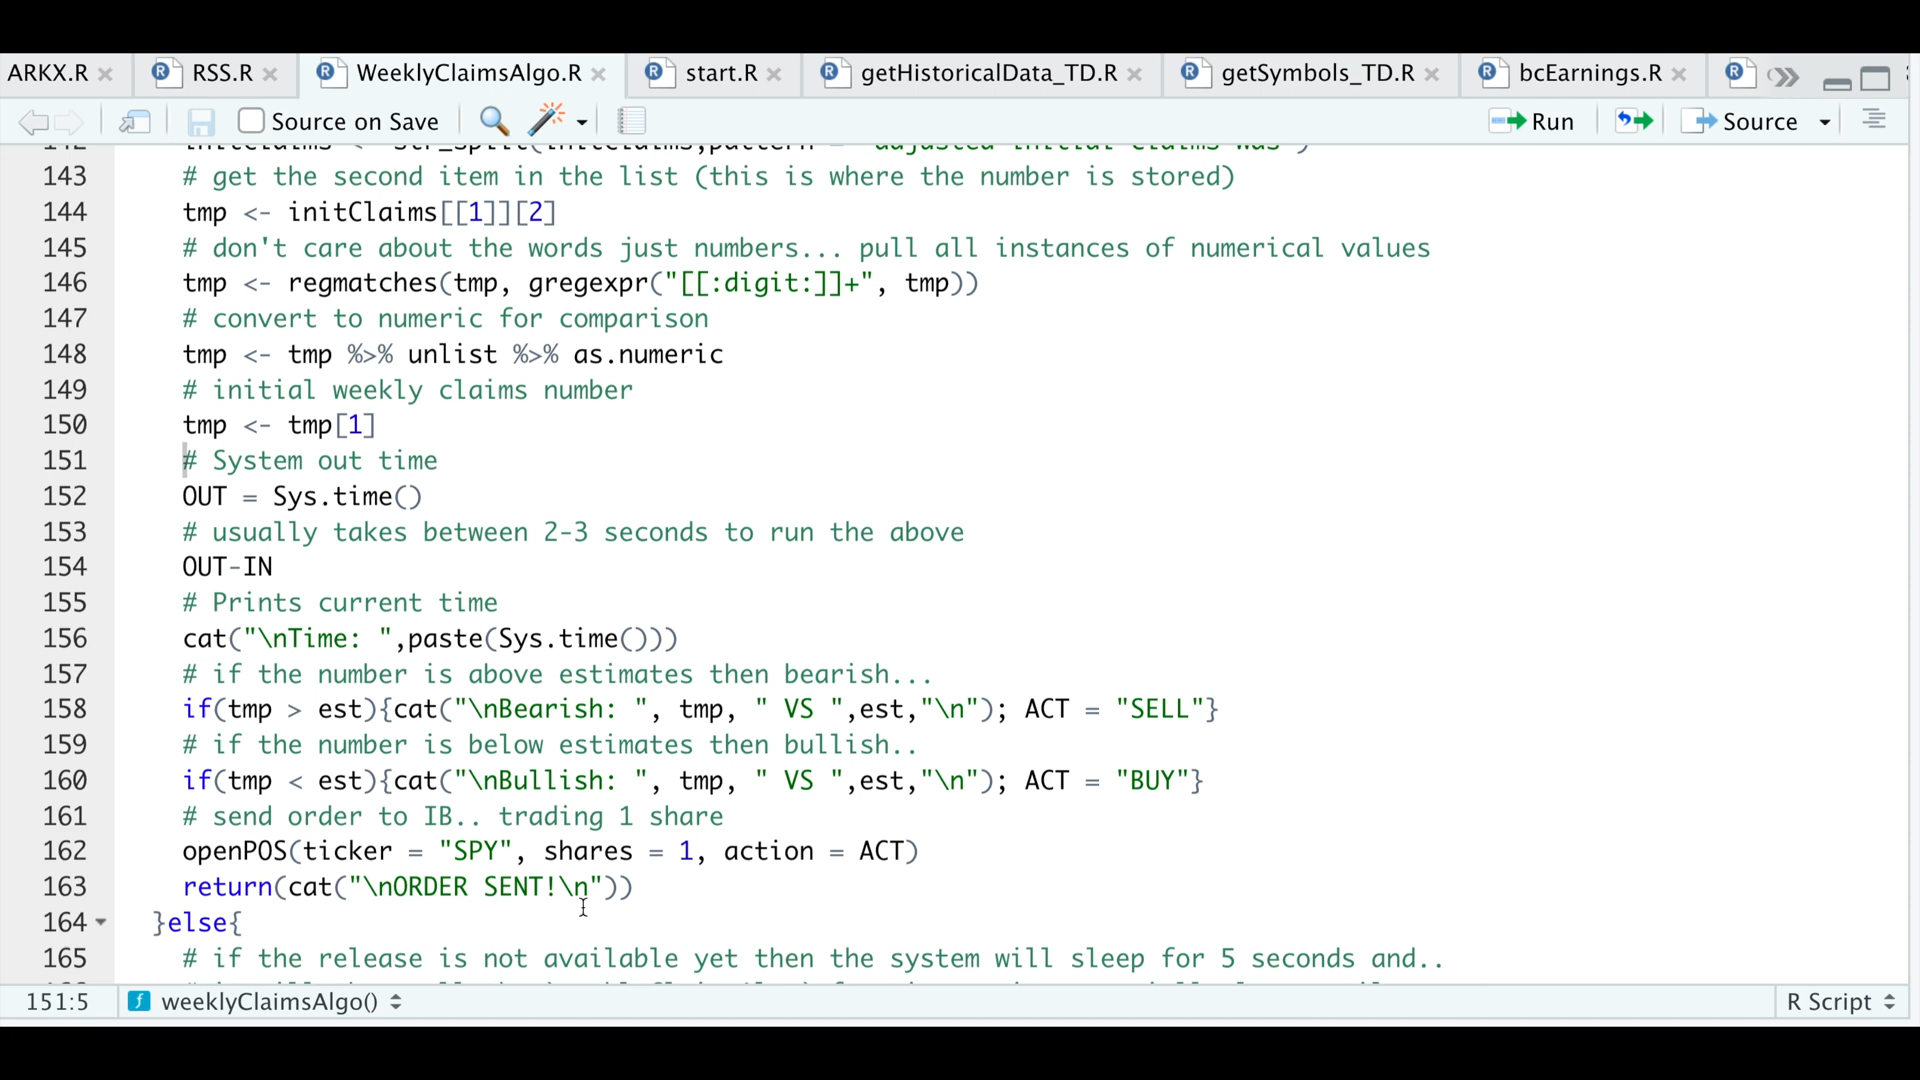 ARKX.R RSS.R WeeklyClaimsAlgo.R start.R getHistoricalData_TD.R getSymbols_TD.R bcEarnings.R
Source on Save Run Source
143 # get the second item in the list (this is where the number is stored)
144 tmp <- initClaims[[1]][2]
145 # don't care about the words just numbers... pull all instances of numerical values
146 tmp <- regmatches(tmp, gregexpr("[[:digit:]]+", tmp))
147 # convert to numeric for comparison
148 tmp <- tmp %>% unlist %>% as.numeric
149 # initial weekly claims number
150 tmp <- tmp[1]
151 # System out time
152 OUT = Sys.time()
153 # usually takes between 2-3 seconds to run the above
154 OUT-IN
155 # Prints current time
156 cat("\nTime: ",paste(Sys.time()))
157 # if the number is above estimates then bearish...
158 if(tmp > est){cat("\nBearish: ", tmp, " VS ",est,"\n"); ACT = "SELL"}
159 # if the number is below estimates then bullish..
160 if(tmp < est){cat("\nBullish: ", tmp, " VS ",est,"\n"); ACT = "BUY"}
161 # send order to IB.. trading 1 share
162 openPOS(ticker = "SPY", shares = 1, action = ACT)
163 return(cat("\nORDER SENT!\n"))
164 }else{
165 # if the release is not available yet then the system will sleep for 5 seconds and..
151:5 weeklyClaimsAlgo() R Script